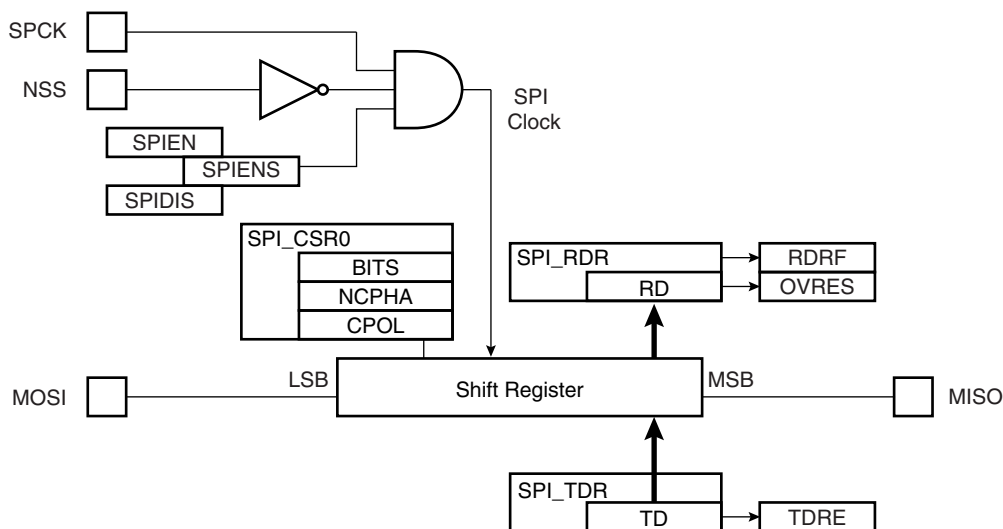 SPCK
NSS
SPI
Clock
SPIEN
SPIENS
SPIDIS
SPI_CSR0
BITS
NCPHA
CPOL
SPI_RDR
RD
RDRF
OVRES
MOSI
LSB
Shift Register
MSB
MISO
SPI_TDR
TD
TDRE